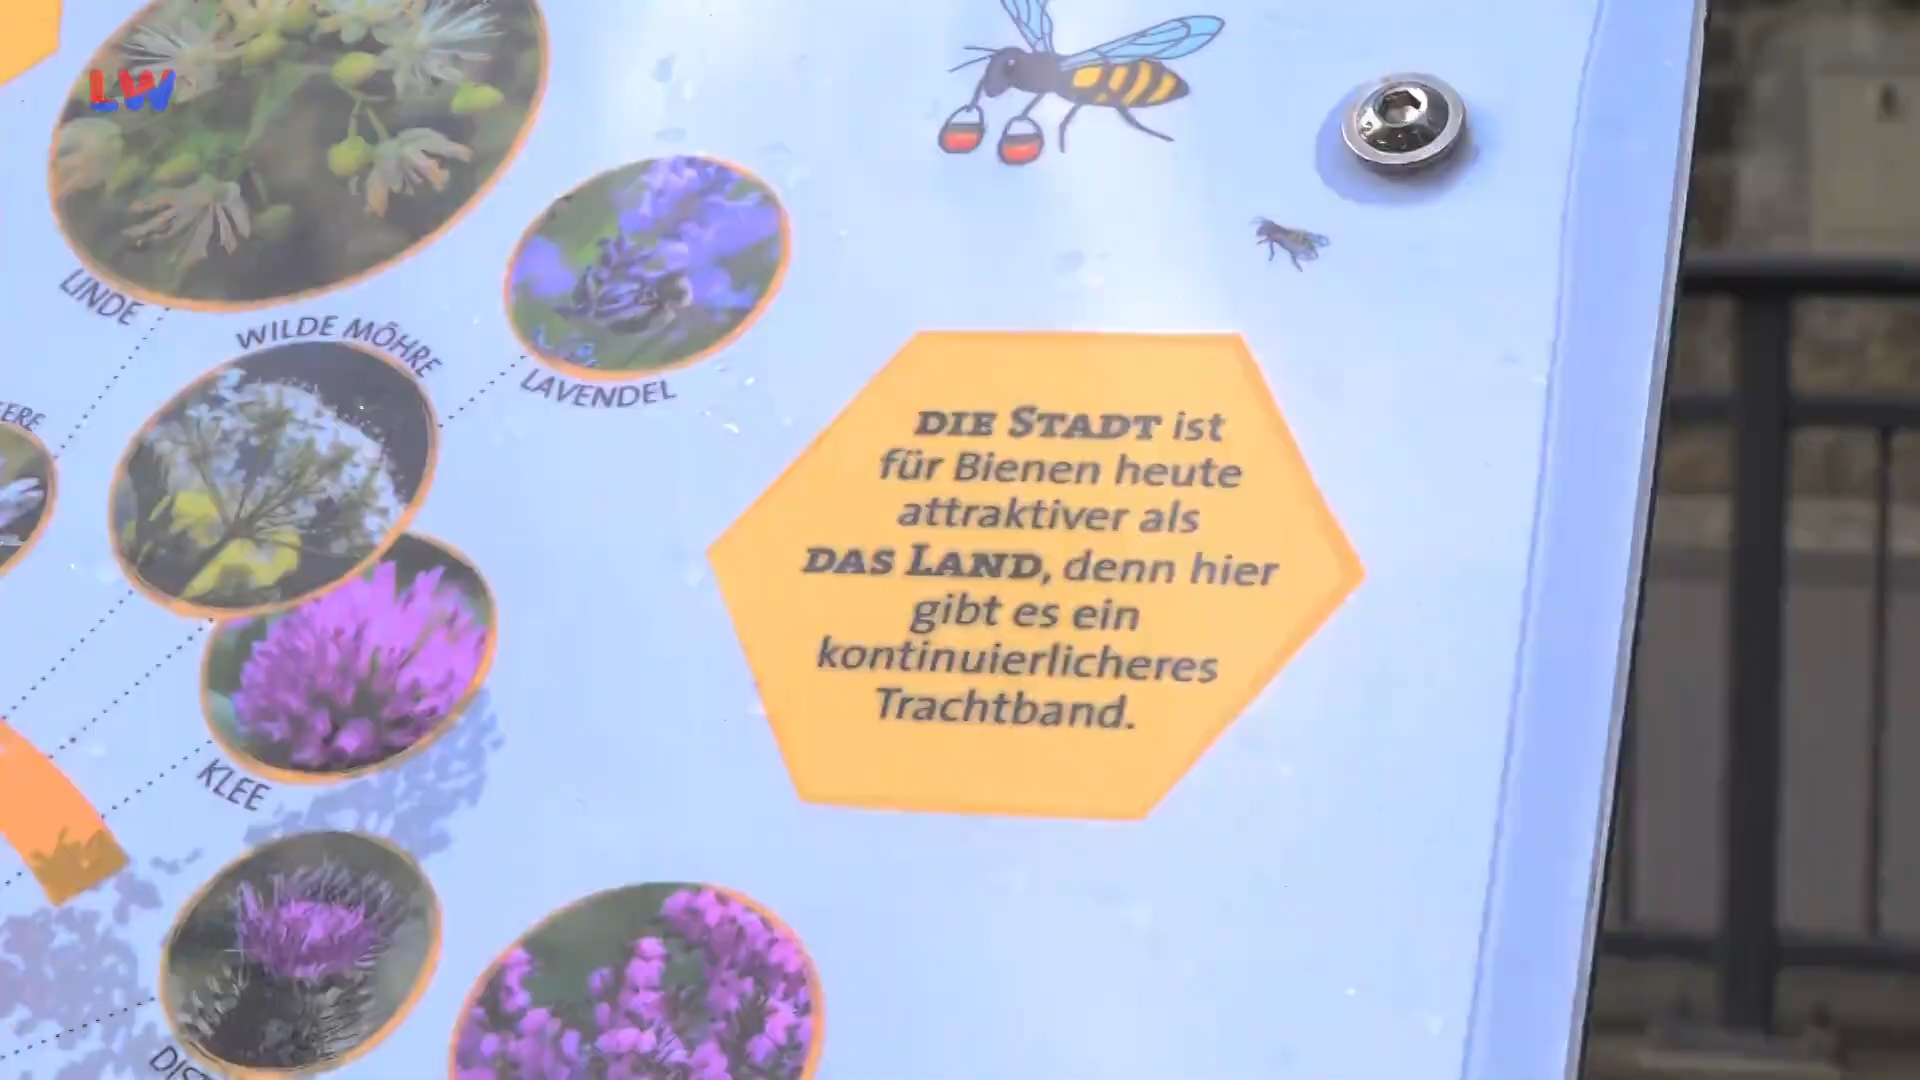 LW
LINDE
WILDE MÖHRE
LAVENDEL
DIE STADT ist
für Bienen heute
attraktiver als
DAS LAND, denn hier
gibt es ein
kontinuierlicheres
Trachtband.
KLEE